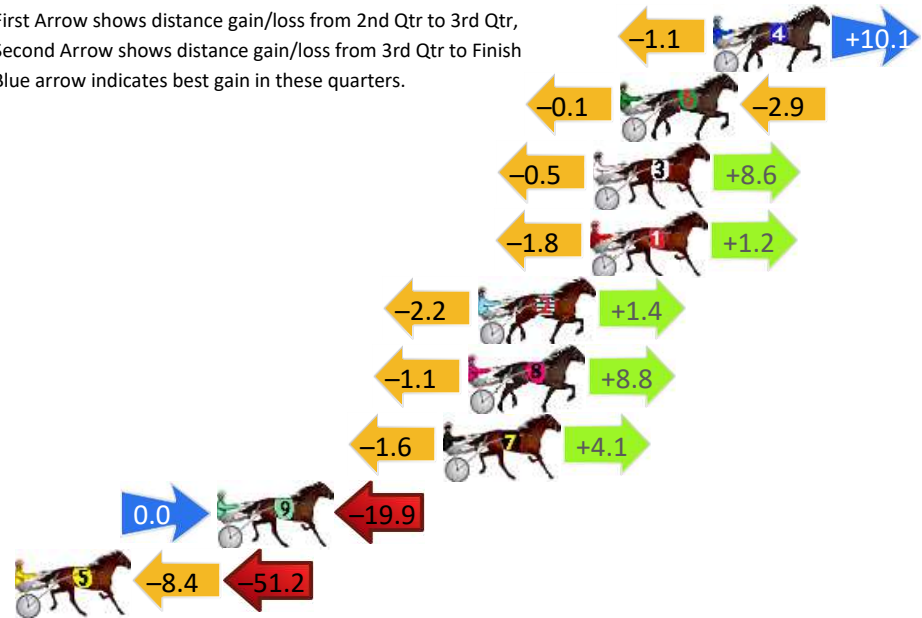 First Arrow shows distance gain/loss from 2nd Qtr to 3rd Qtr,
Second Arrow shows distance gain/loss from 3rd Qtr to Finish
Blue arrow indicates best gain in these quarters.
–1.1 4 +10.1
–0.1 6 –2.9
–0.5 3 +8.6
–1.8 1 +1.2
–2.2 2 +1.4
–1.1 8 +8.8
–1.6 7 +4.1
0.0 9 –19.9
5 –8.4 –51.2